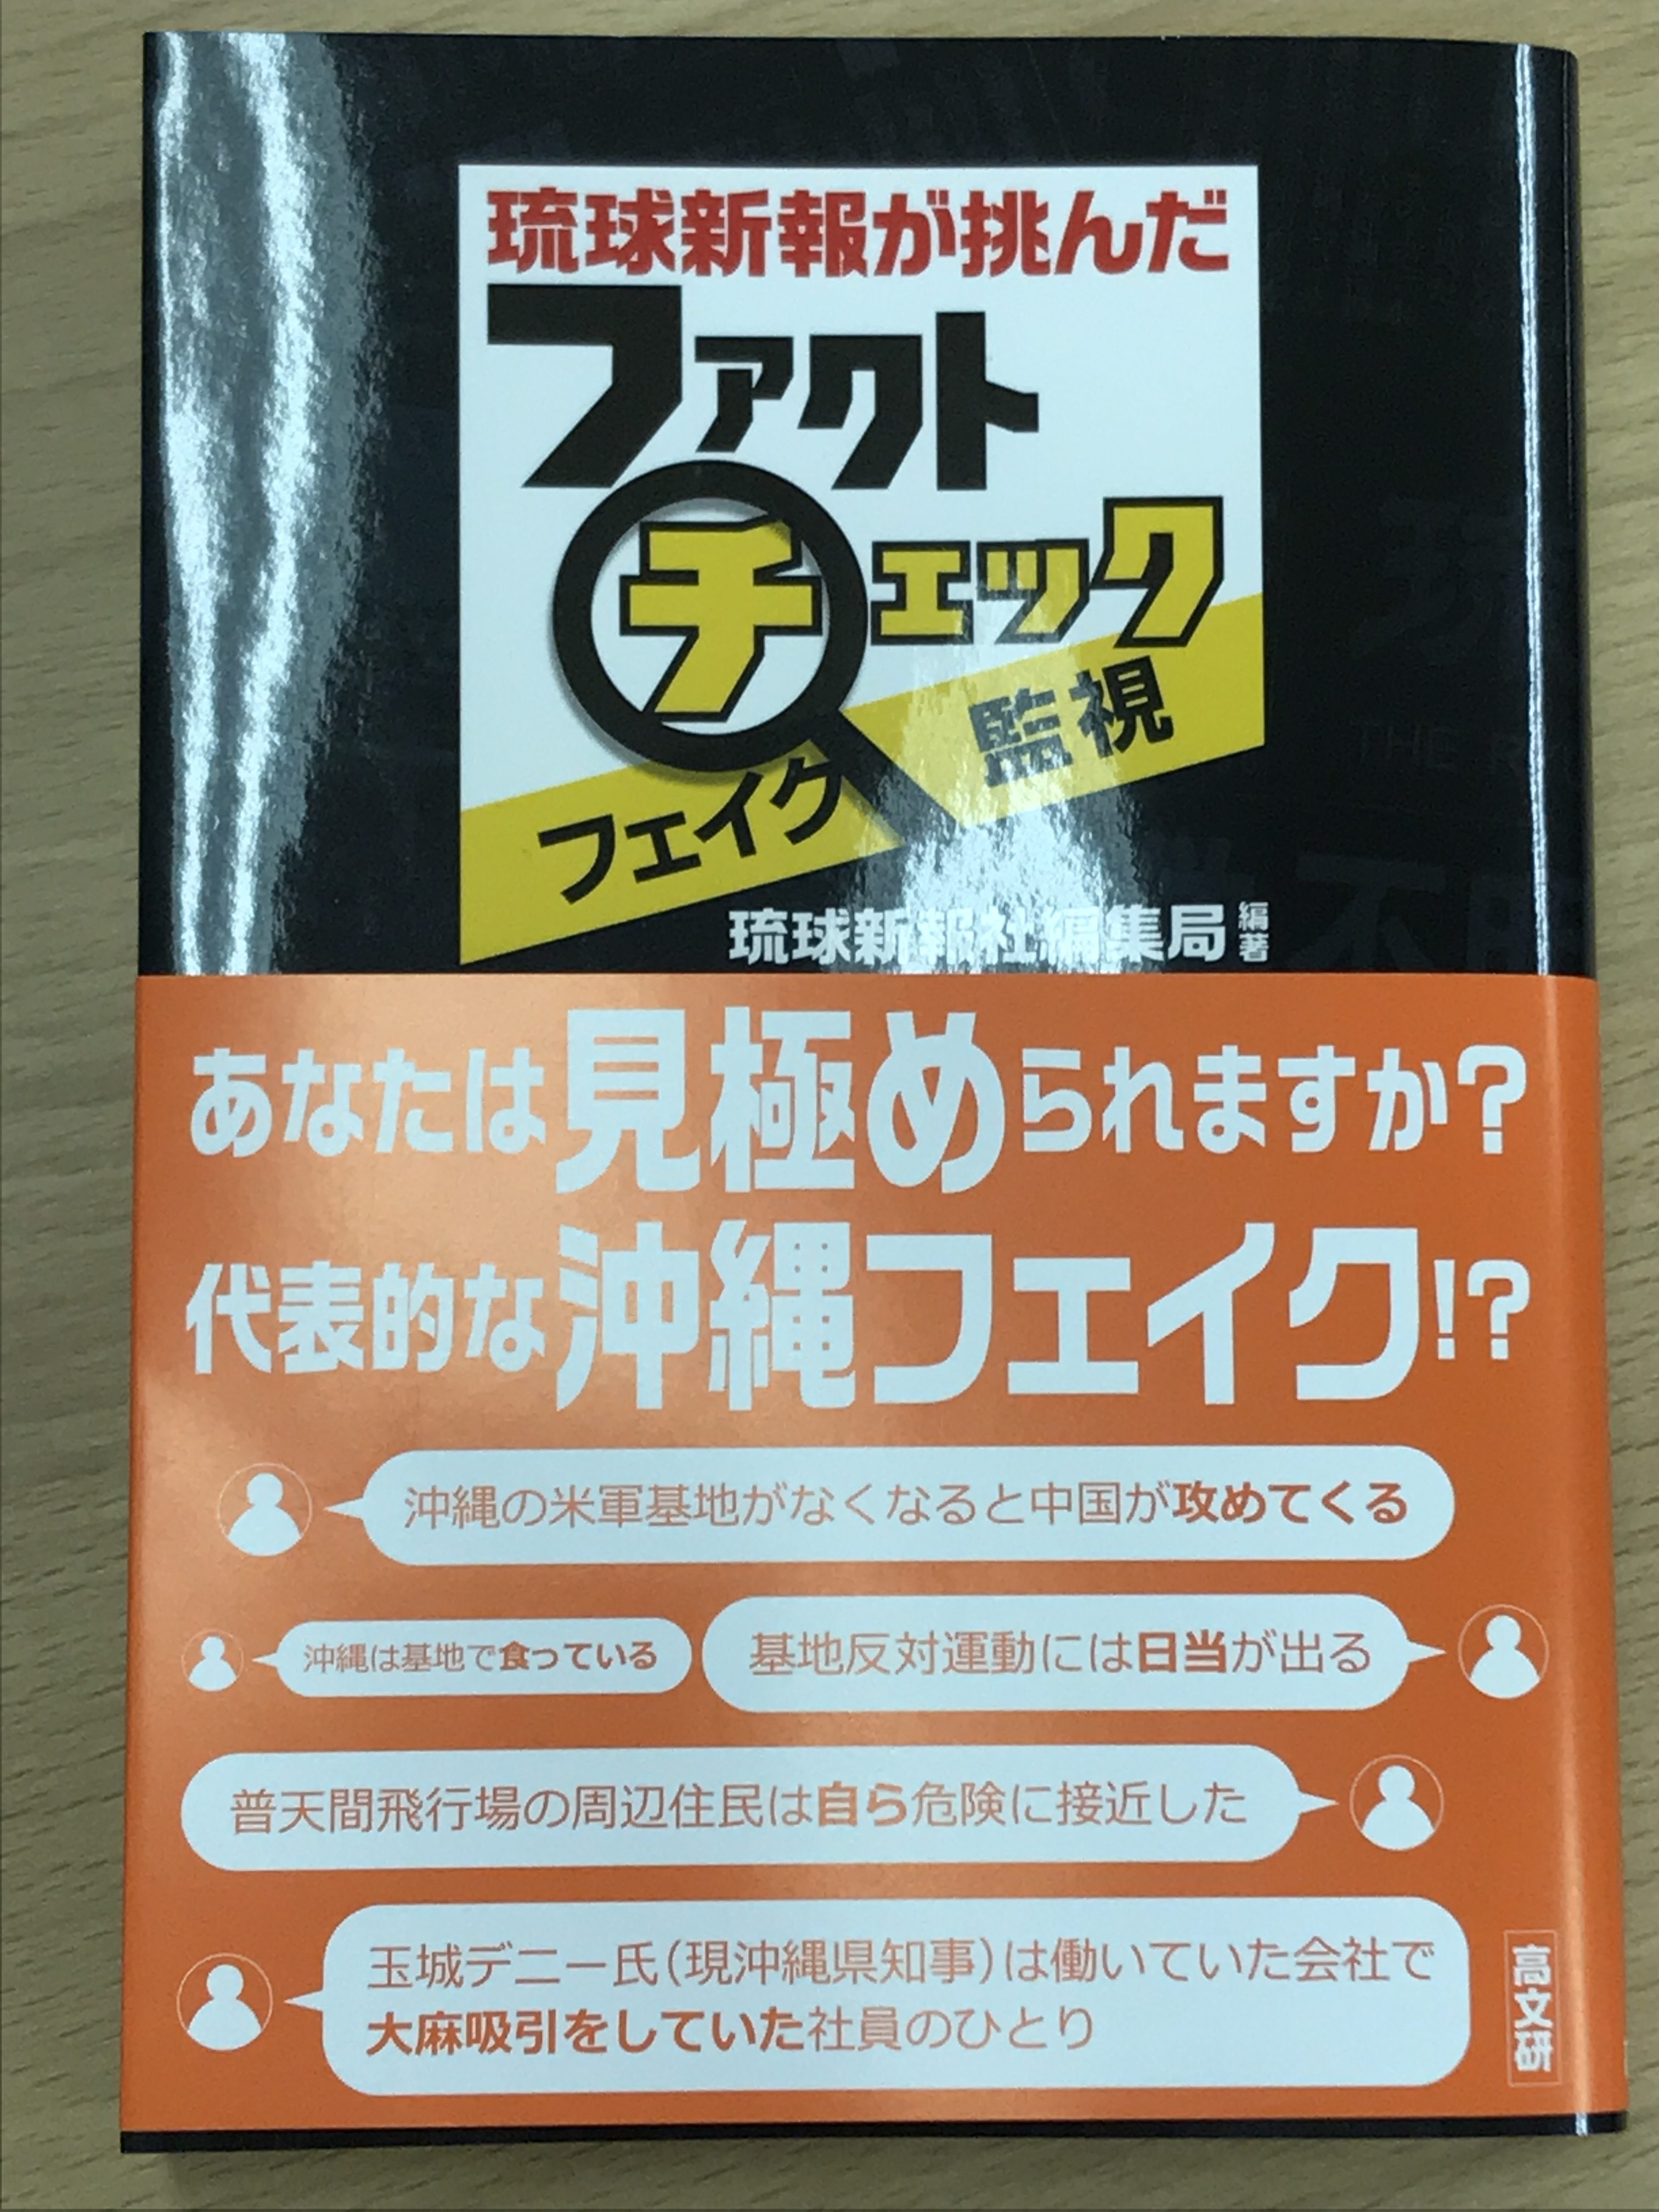 琉球新報が挑んだ
ファクト
チェック
フェイク監視
琉球新報社編集局 編著
あなたは見極められますか?
代表的な沖縄フェイク!?
沖縄の米軍基地がなくなると中国が攻めてくる
沖縄は基地で食っている
基地反対運動には日当が出る
普天間飛行場の周辺住民は自ら危険に接近した
玉城デニー氏(現沖縄県知事)は働いていた会社で
大麻吸引をしていた社員のひとり
高文研